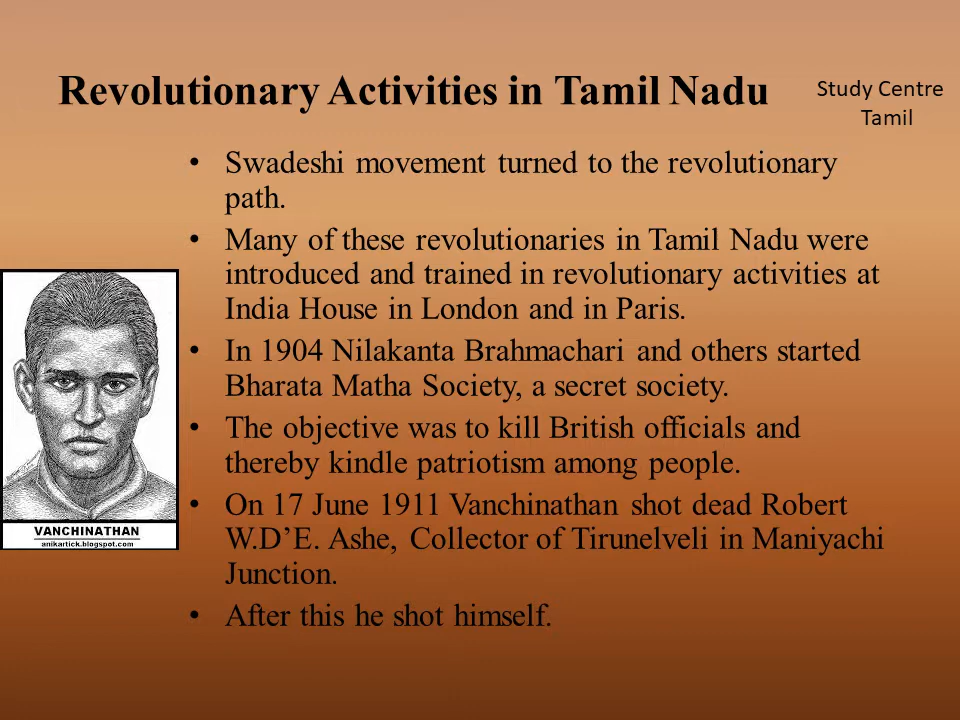 Revolutionary Activities in Tamil Nadu
Study Centre
Tamil
• Swadeshi movement turned to the revolutionary
path.
• Many of these revolutionaries in Tamil Nadu were
introduced and trained in revolutionary activities at
India House in London and in Paris.
• In 1904 Nilakanta Brahmachari and others started
Bharata Matha Society, a secret society.
• The objective was to kill British officials and
thereby kindle patriotism among people.
• On 17 June 1911 Vanchinathan shot dead Robert
W.D’E. Ashe, Collector of Tirunelveli in Maniyachi
Junction.
• After this he shot himself.
VANCHINATHAN
anikartick.blogspot.com